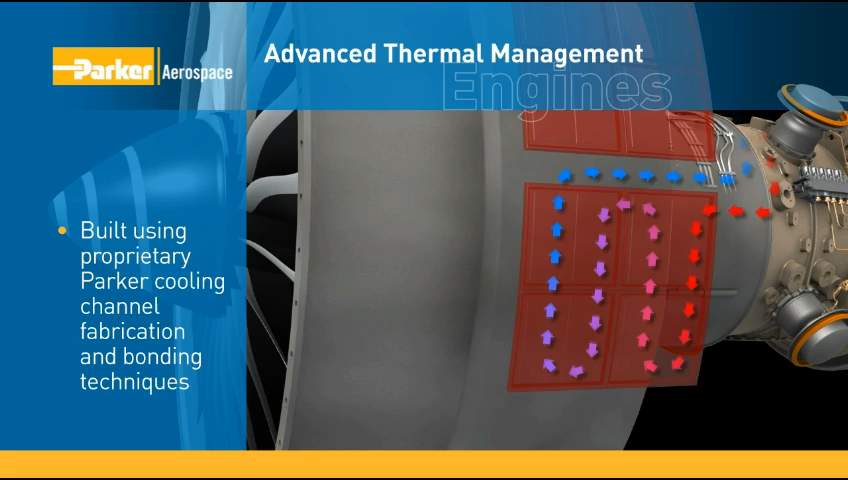 Parker Aerospace
Advanced Thermal Management
Engines
• Built using
proprietary
Parker cooling
channel
fabrication
and bonding
techniques